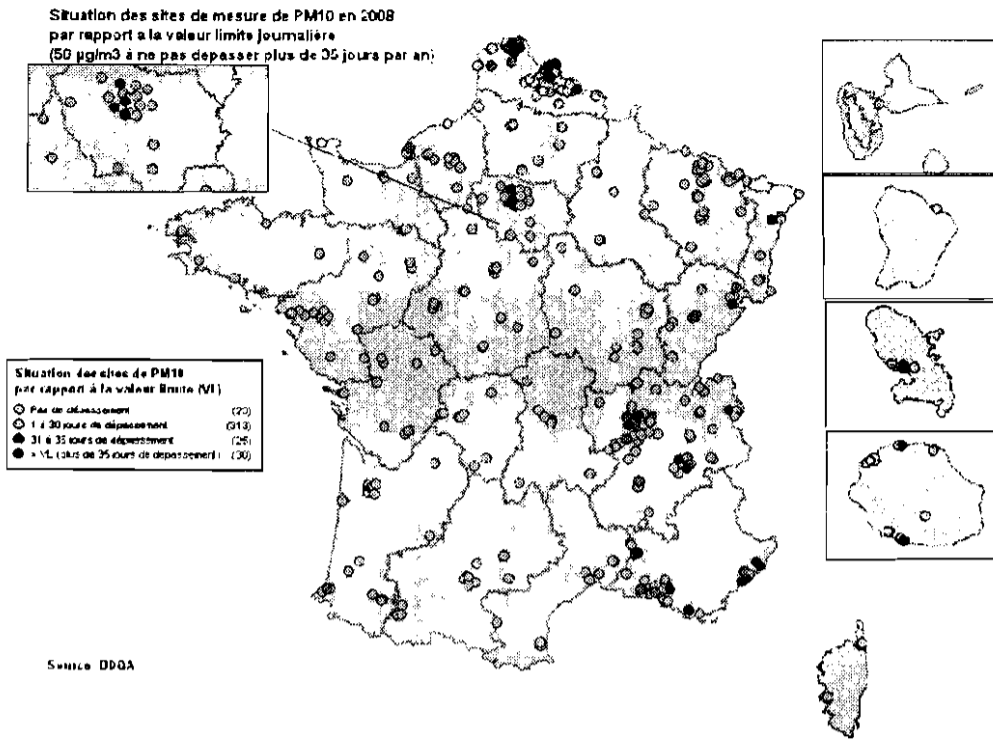 Situation des sites de mesure de PM10 en 2008
par rapport a la valeur limite journalière
(50 µg/m3 à ne pas depasser plus de 35 jours par an)
Situation des sites de PM10
par rapport à la valeur limite (VL)
Pas de dépassement (23)
1 à 30 jours de dépassement (313)
31 à 35 jours de dépassement (25)
> VL (plus de 35 jours de depassement) (30)
Source BDQA